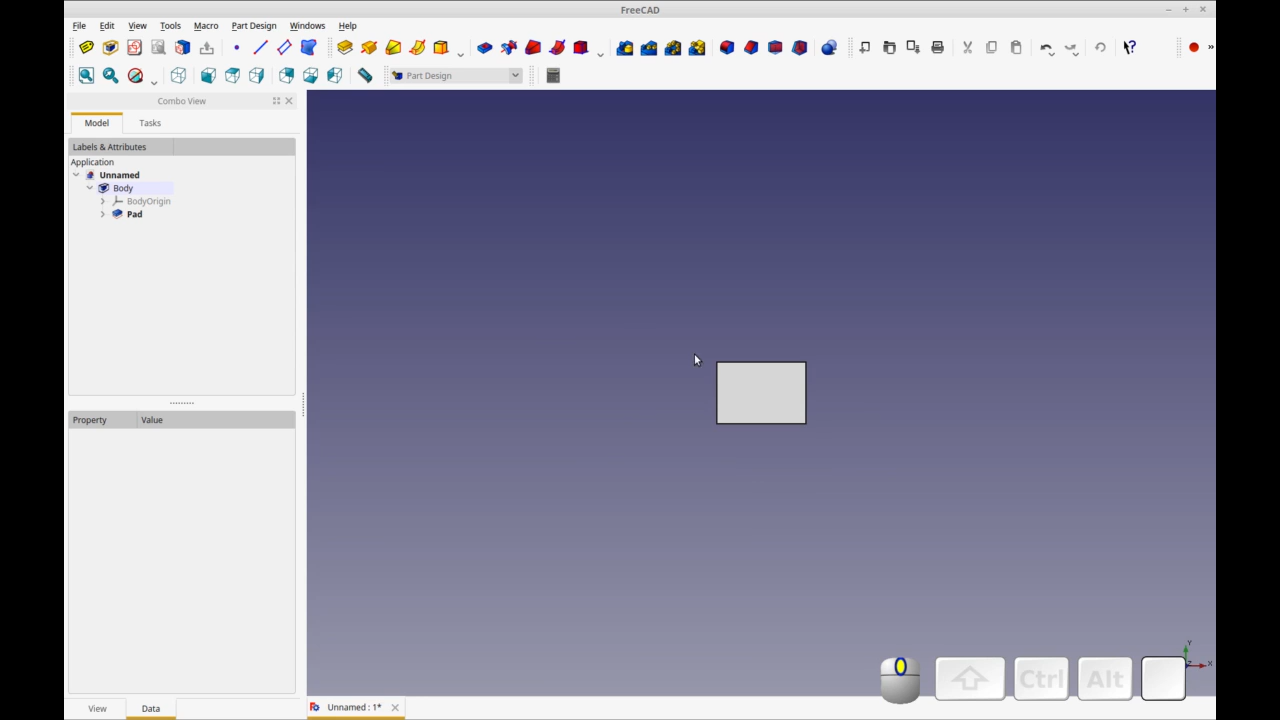 FreeCAD
File Edit View Tools Macro Part Design Windows Help
Part Design
Combo View
Model Tasks
Labels & Attributes
Application
Unnamed
Body
BodyOrigin
Pad
Property Value
View Data
Unnamed : 1*
Ctrl Alt
Y
Z
X